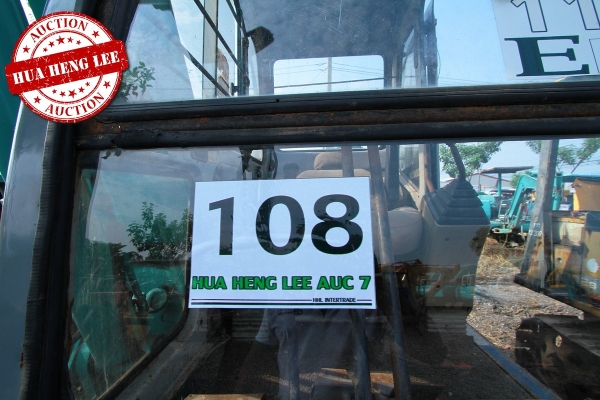 AUCTION
HUA HENG LEE
AUCTION
E
108
HUA HENG LEE AUC 7
HHL INTERTRADE